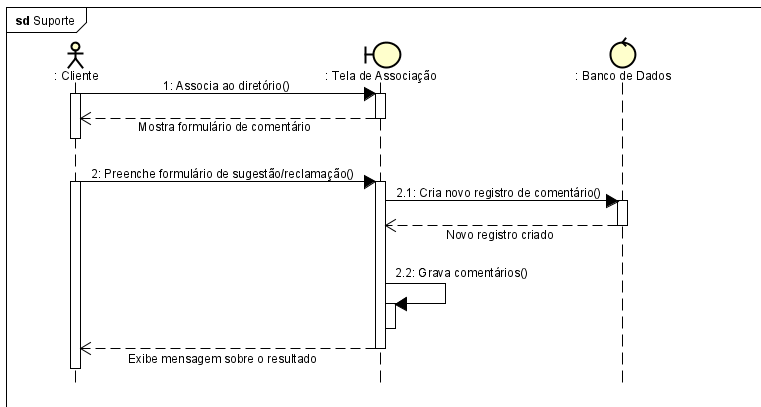 sd Suporte
: Cliente
: Tela de Associação
: Banco de Dados
1: Associa ao diretório()
Mostra formulário de comentário
2: Preenche formulário de sugestão/reclamação()
2.1: Cria novo registro de comentário()
Novo registro criado
2.2: Grava comentários()
Exibe mensagem sobre o resultado